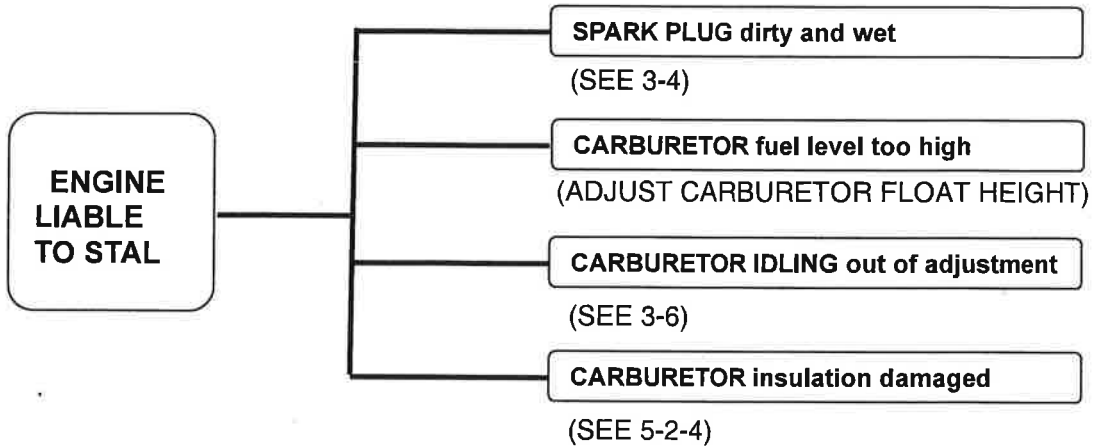 ENGINE
LIABLE
TO STAL
SPARK PLUG dirty and wet
(SEE 3-4)
CARBURETOR fuel level too high
(ADJUST CARBURETOR FLOAT HEIGHT)
CARBURETOR IDLING out of adjustment
(SEE 3-6)
CARBURETOR insulation damaged
(SEE 5-2-4)